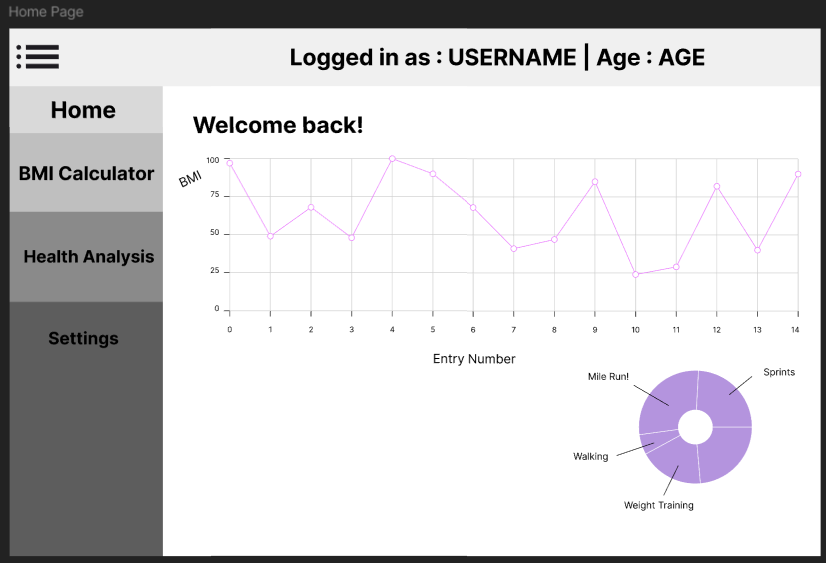 Home Page
Logged in as : USERNAME | Age : AGE
Home
BMI Calculator
Health Analysis
Settings
Welcome back!
BMI
100
75
50
25
0
0 1 2 3 4 5 6 7 8 9 10 11 12 13 14
Entry Number
Mile Run!
Sprints
Walking
Weight Training